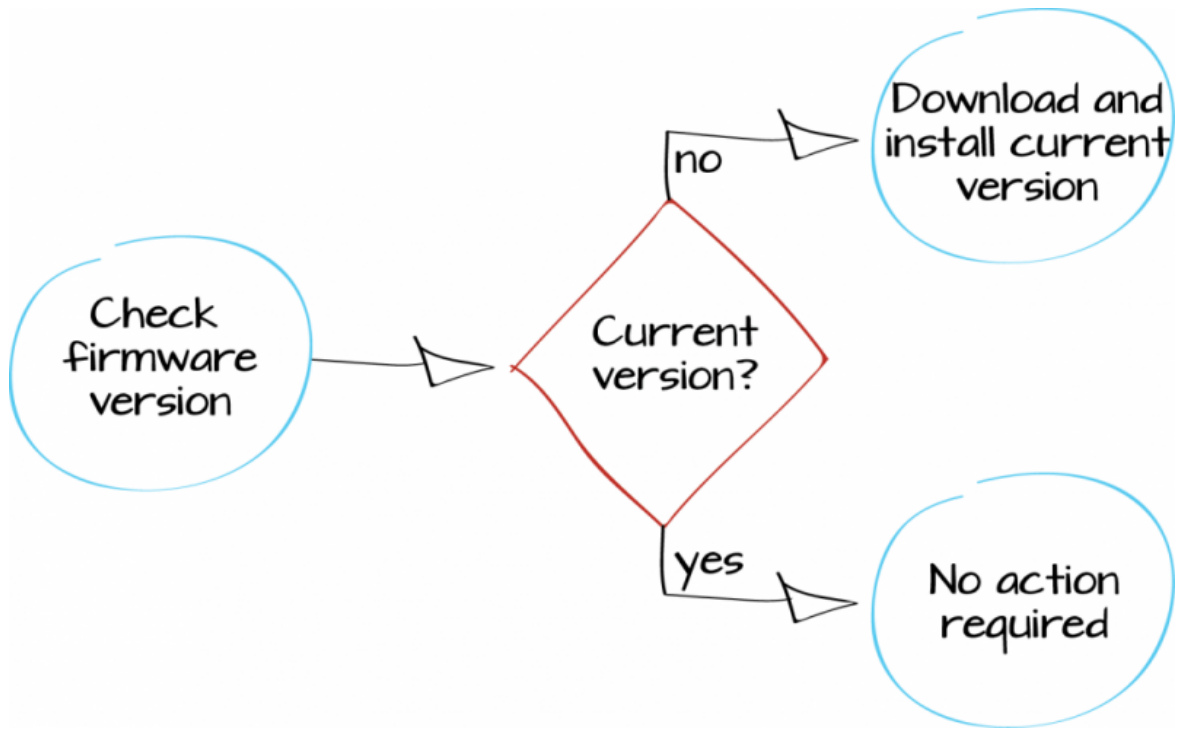 Check
firmware
version
Current
version?
no
Download and
install current
version
yes
No action
required